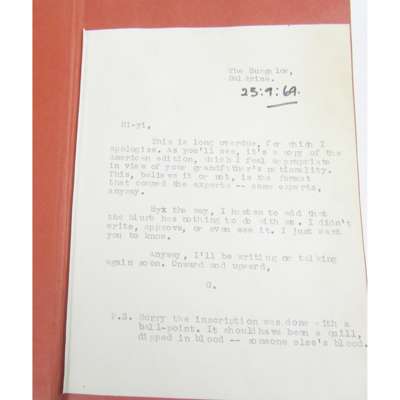 The Bungalow,
Balerine.
25:9:69.
Hi-yi,
This is long overdue, for which I
apologise. As you'll see, it's a copy of the
American edition, which I feel appropriate
in view of your grandfather's nationality.
This, believe it or not, is the format
that conned the experts -- some experts,
anyway.
Byx the way, I hasten to add that
the blurb has nothing to do with me. I didn't
write, approve, or even see it. I just want
you to know.
Anyway, I'll be writing or talking
again soon. Onward and upward,
G.
P.S. Sorry the inscription was done with a
ball-point. It should have been a quill,
dipped in blood -- someone else's blood.